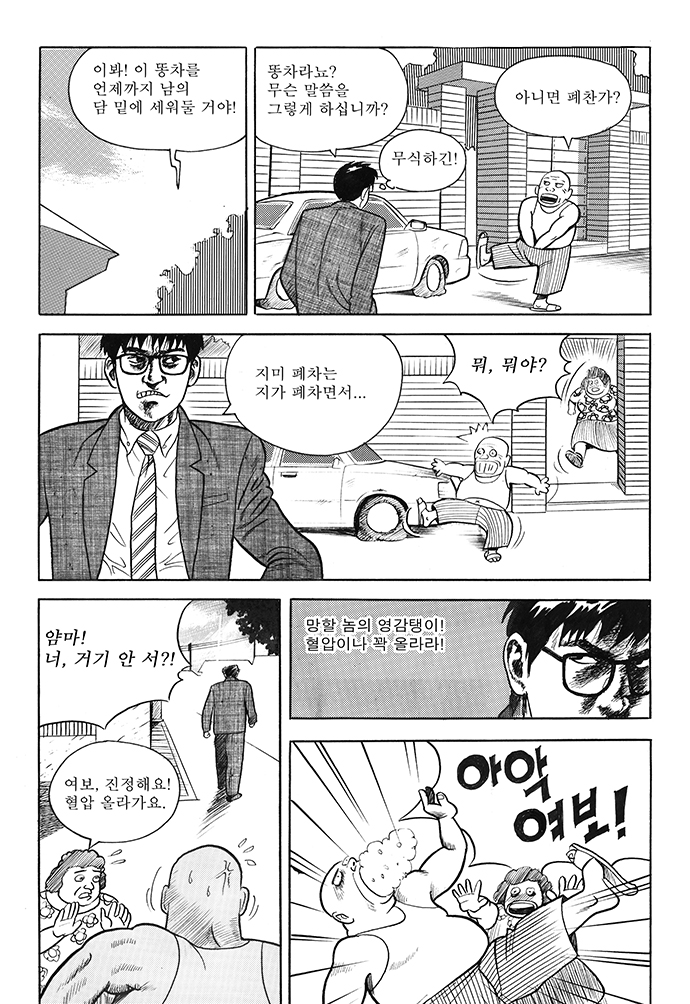 이봐! 이 똥차를
언제까지 남의
담 밑에 세워둘 거야!
똥차라뇨?
무슨 말씀을
그렇게 하십니까?
무식하긴!
아니면 폐찬가?
지미 폐차는
지가 폐차면서...
뭐, 뭐야?
얌마!
너, 거기 안 서?!
여보, 진정해요!
혈압 올라가요.
망할 놈의 영감탱이!
혈압이나 꽉 올라라!
아악
여보!